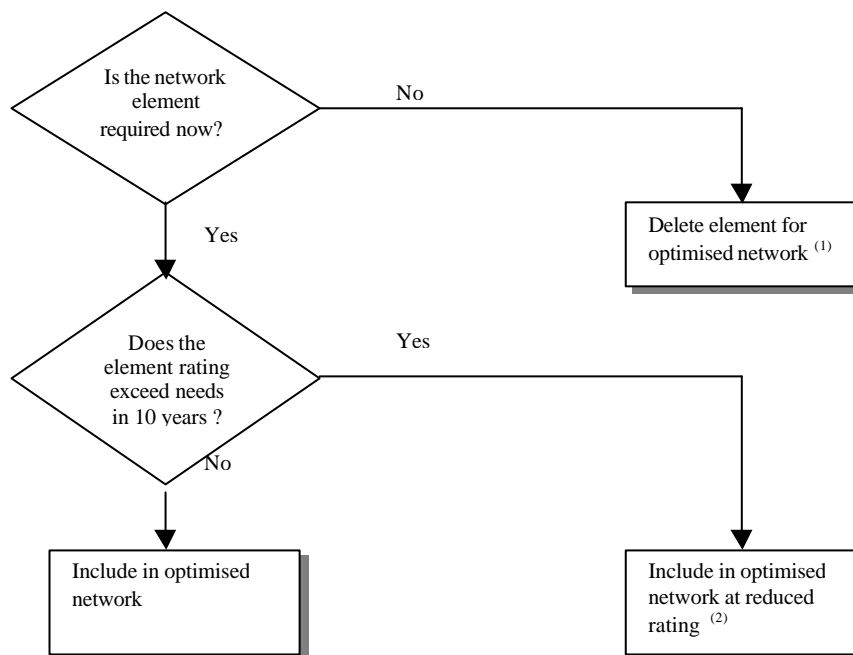 Is the network
element
required now?
No
Yes
Delete element for
optimised network (1)
Does the
element rating
exceed needs
in 10 years ?
Yes
No
Include in optimised
network
Include in optimised
network at reduced
rating (2)